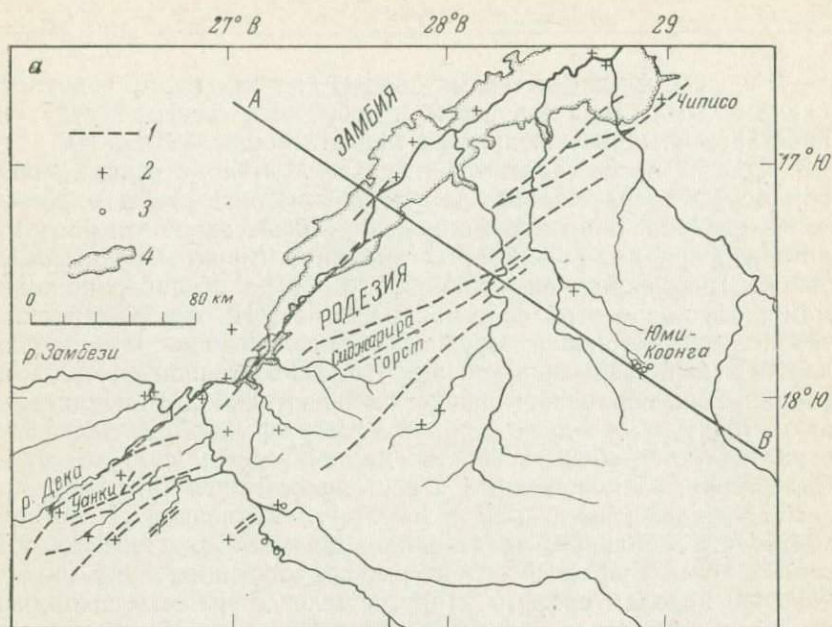 27°В 28°В 29
а
А
ЗАМБИЯ
Чиписо
1
17°Ю
2
3
4
0 80 км
РОДЕЗИЯ
р. Замбези
Сиджарира
Горст
Юми-
Коонга
18°Ю
В
р. Дека
Уанки